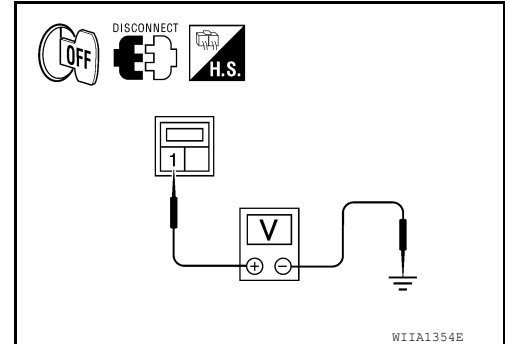 DISCONNECT
OFF
H.S.
1
V
+ −
WIIA1354E